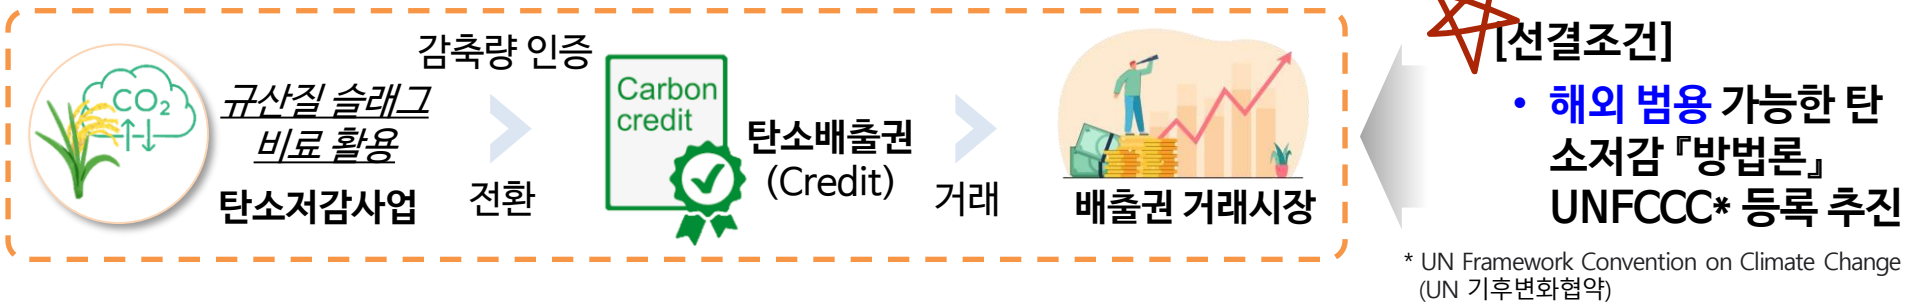 감축량 인증
CO2
규산질 슬래그
비료 활용
탄소저감사업
전환
Carbon
credit
탄소배출권
(Credit)
거래
배출권 거래시장
[선결조건]
• 해외 범용 가능한 탄
소저감 『방법론』
UNFCCC* 등록 추진
* UN Framework Convention on Climate Change
(UN 기후변화협약)